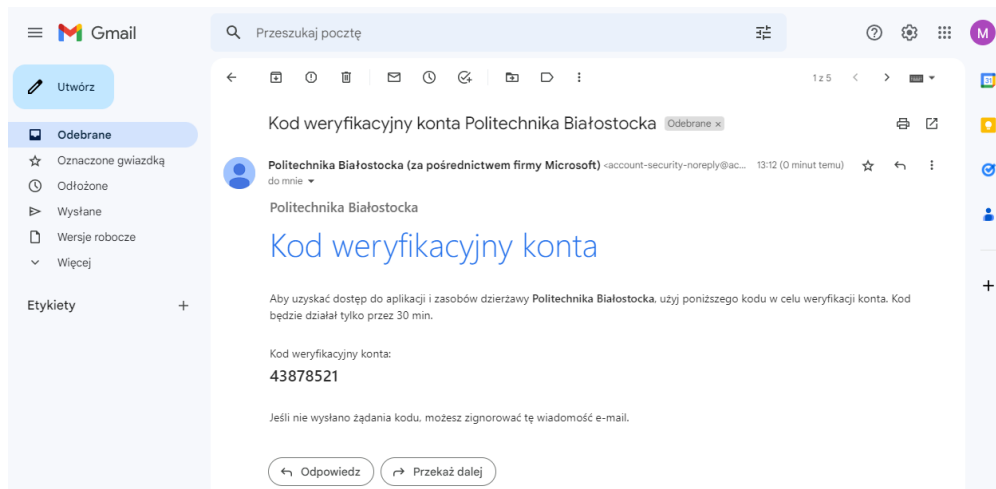 Gmail
Przeszukaj pocztę
M
Utwórz
1 z 5
31
Odebrane
Oznaczone gwiazdką
Odłożone
Wysłane
Wersje robocze
Więcej
Etykiety
Kod weryfikacyjny konta Politechnika Białostocka Odebrane ×
Politechnika Białostocka (za pośrednictwem firmy Microsoft) <account-security-noreply@ac... 13:12 (0 minut temu)
do mnie
Politechnika Białostocka
Kod weryfikacyjny konta
Aby uzyskać dostęp do aplikacji i zasobów dzierżawy Politechnika Białostocka, użyj poniższego kodu w celu weryfikacji konta. Kod
będzie działał tylko przez 30 min.
Kod weryfikacyjny konta:
43878521
Jeśli nie wysłano żądania kodu, możesz zignorować tę wiadomość e-mail.
Odpowiedz
Przekaż dalej